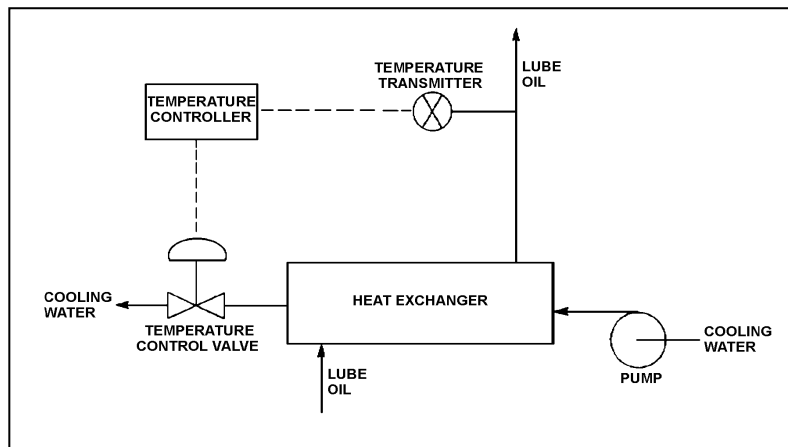 LUBE
OIL
TEMPERATURE
TRANSMITTER
TEMPERATURE
CONTROLLER
HEAT EXCHANGER
COOLING
WATER
TEMPERATURE
CONTROL VALVE
COOLING
WATER
LUBE
OIL
PUMP